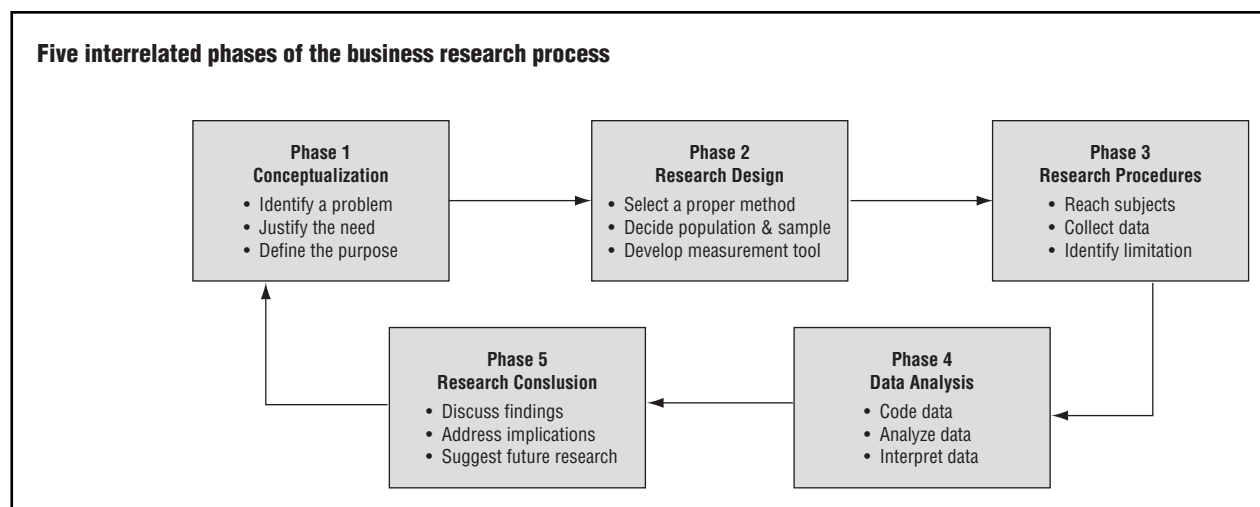 Five interrelated phases of the business research process
Phase 1
Conceptualization
• Identify a problem
• Justify the need
• Define the purpose
Phase 2
Research Design
• Select a proper method
• Decide population & sample
• Develop measurement tool
Phase 3
Research Procedures
• Reach subjects
• Collect data
• Identify limitation
Phase 4
Data Analysis
• Code data
• Analyze data
• Interpret data
Phase 5
Research Conslusion
• Discuss findings
• Address implications
• Suggest future research